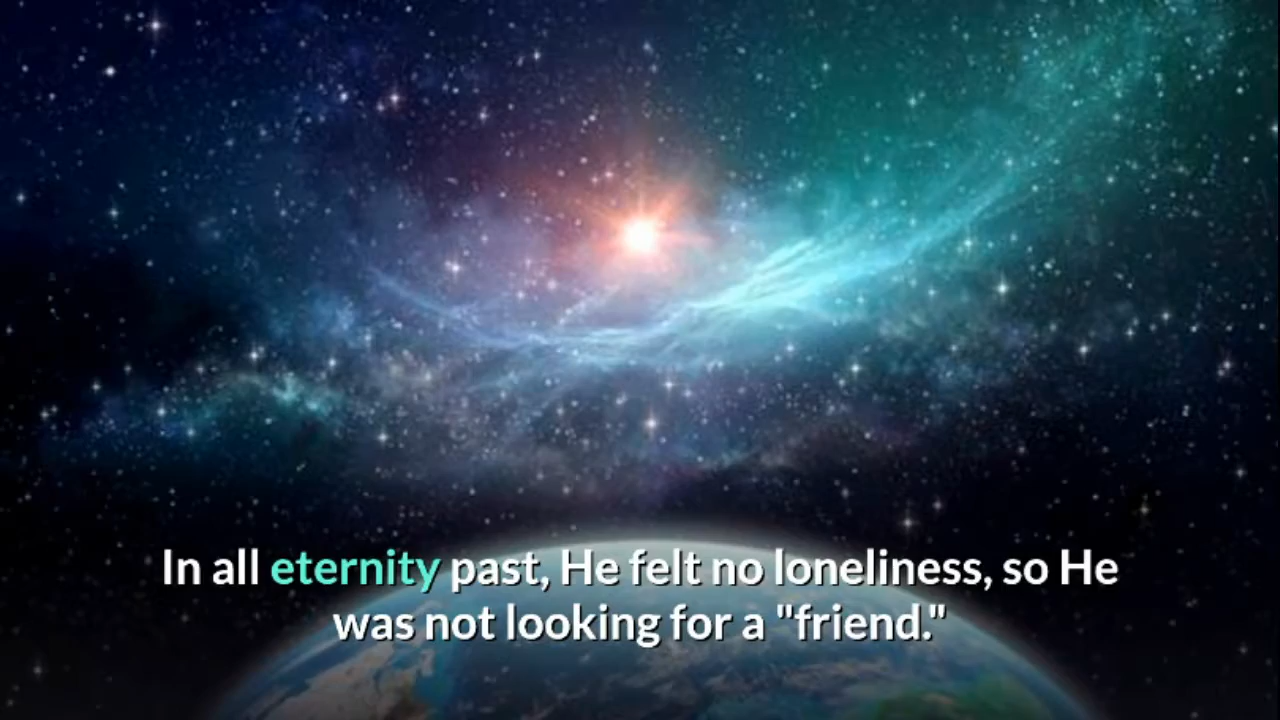 In all eternity past, He felt no loneliness, so He
was not looking for a "friend."